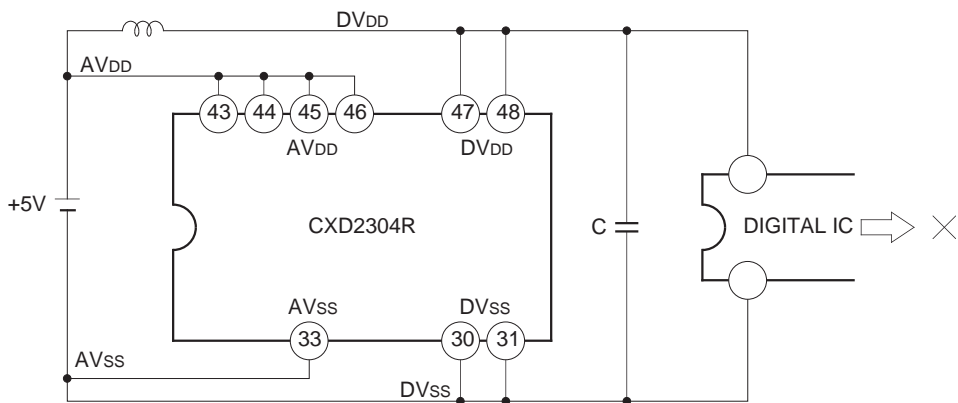 DVDD
AVDD
43 44 45 46 47 48
AVDD DVDD
+5V
CXD2304R
C
DIGITAL IC
AVSS DVSS
33 30 31
AVSS
DVSS